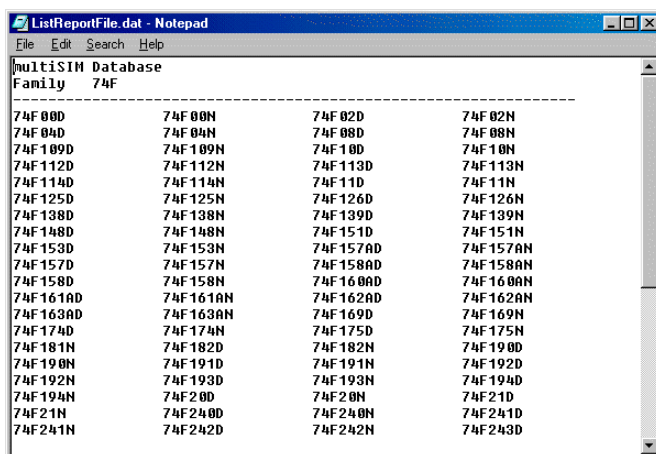 ListReportFile.dat - Notepad
File Edit Search Help
multiSIM Database
Family 74F
---------------------------------------------------------------------------
74F00D 74F00N 74F02D 74F02N
74F04D 74F04N 74F08D 74F08N
74F109D 74F109N 74F10D 74F10N
74F112D 74F112N 74F113D 74F113N
74F114D 74F114N 74F11D 74F11N
74F125D 74F125N 74F126D 74F126N
74F138D 74F138N 74F139D 74F139N
74F148D 74F148N 74F151D 74F151N
74F153D 74F153N 74F157AD 74F157AN
74F157D 74F157N 74F158AD 74F158AN
74F158D 74F158N 74F160AD 74F160AN
74F161AD 74F161AN 74F162AD 74F162AN
74F163AD 74F163AN 74F169D 74F169N
74F174D 74F174N 74F175D 74F175N
74F181N 74F182D 74F182N 74F190D
74F190N 74F191D 74F191N 74F192D
74F192N 74F193D 74F193N 74F194D
74F194N 74F20D 74F20N 74F21D
74F21N 74F240D 74F240N 74F241D
74F241N 74F242D 74F242N 74F243D